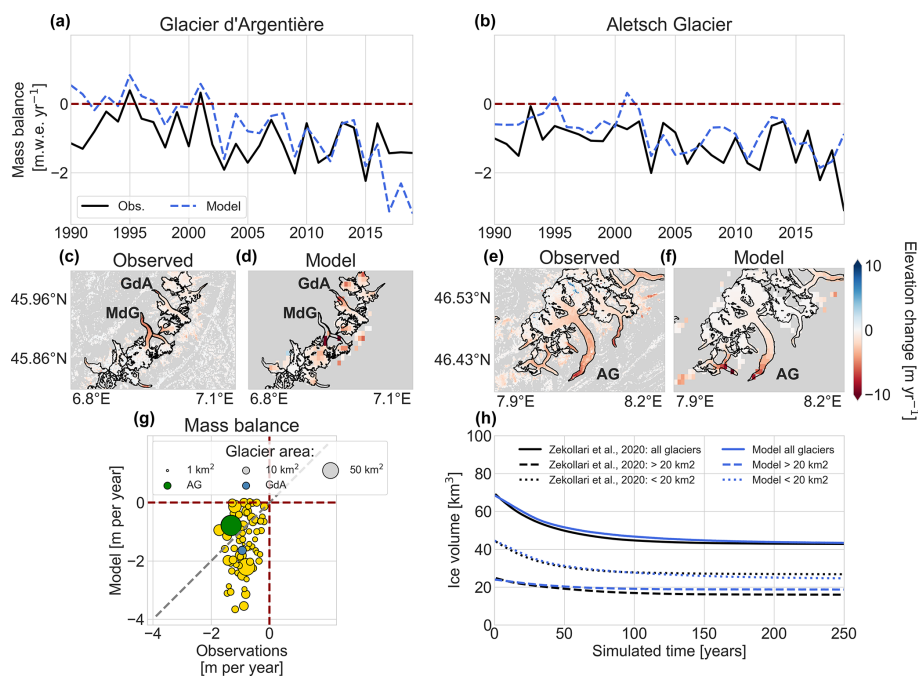 (a) Glacier d'Argentière
(b) Aletsch Glacier
Mass balance
[m.w.e. yr⁻¹]
0
−2
Obs. Model
1990 1995 2000 2005 2010 2015
0
−2
1990 1995 2000 2005 2010 2015
(c) Observed
(d) Model
(e) Observed
(f) Model
GdA
MdG
GdA
MdG
AG
AG
45.96°N
45.86°N
6.8°E 7.1°E
46.53°N
46.43°N
7.9°E 8.2°E 7.9°E 8.2°E
10
0
−10
Elevation change [m yr⁻¹]
(g) Mass balance
Glacier area:
1 km² 10 km² 50 km²
AG GdA
Model [m per year]
0
−2
−4
−4 −2 0
Observations
[m per year]
(h)
Zekollari et al., 2020: all glaciers
Zekollari et al., 2020: > 20 km2
Zekollari et al., 2020: < 20 km2
Model all glaciers
Model > 20 km2
Model < 20 km2
Ice volume [km³]
100
80
60
40
20
0
0 50 100 150 200 250
Simulated time [years]